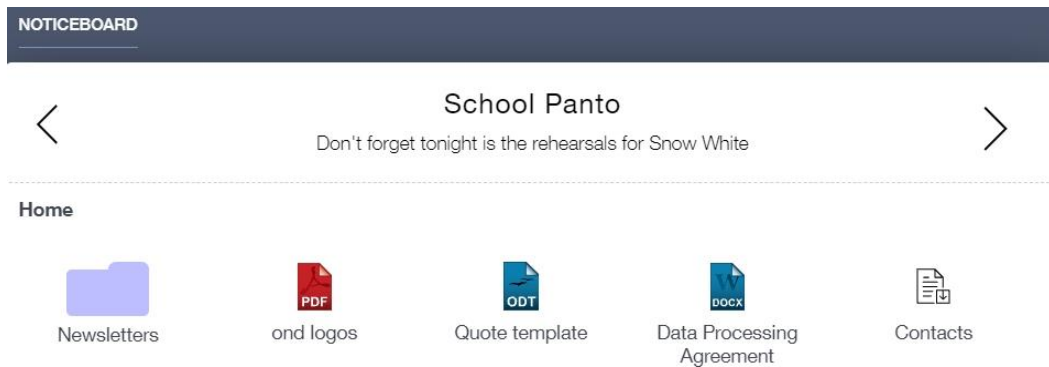 NOTICEBOARD
School Panto
Don't forget tonight is the rehearsals for Snow White
Home
PDF
ODT
W
DOCX
Newsletters
ond logos
Quote template
Data Processing
Agreement
Contacts